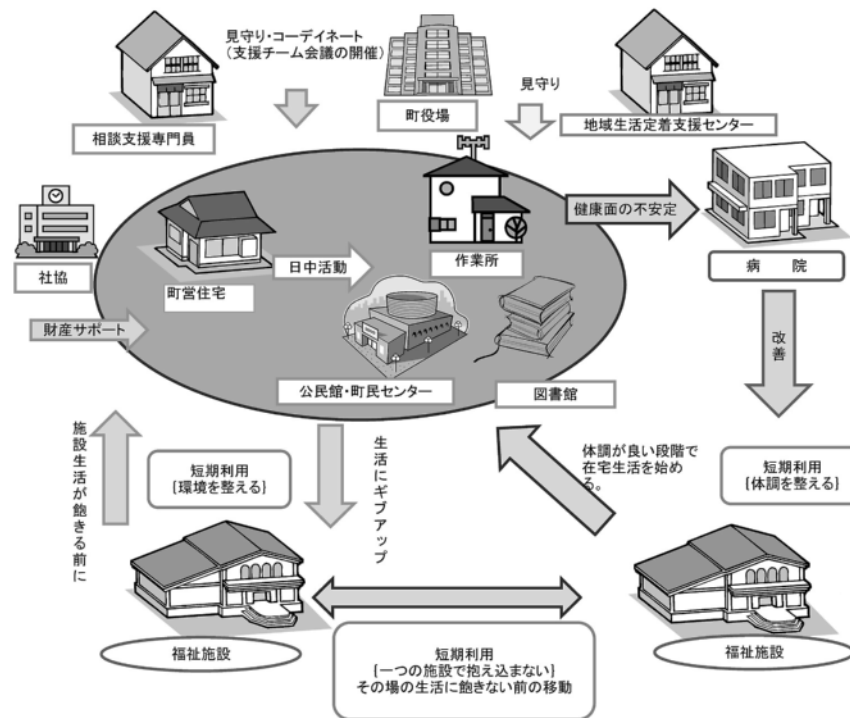 見守り・コーデイネート
（支援チーム会議の開催）
相談支援専門員
町役場
見守り
地域生活定着支援センター
社協
町営住宅
日中活動
作業所
健康面の不安定
病　院
財産サポート
公民館・町民センター
図書館
改善
施設生活が飽きる前に
短期利用
{環境を整える}
生活にギブアップ
体調が良い段階で
在宅生活を始め
る。
短期利用
{体調を整える}
福祉施設
短期利用
{一つの施設で抱え込まない}
その場の生活に飽きない前の移動
福祉施設